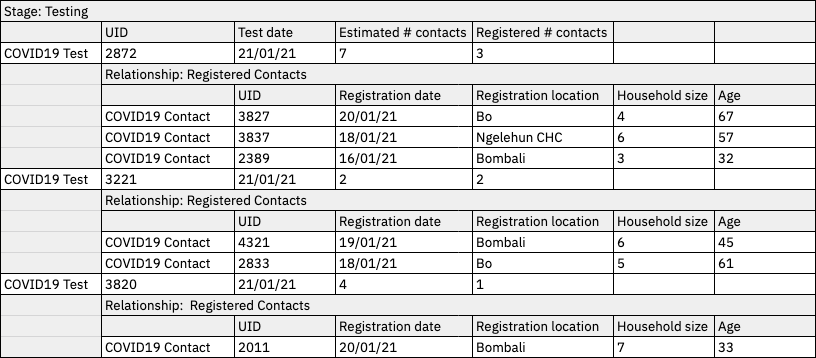 Stage: Testing
UID Test date Estimated # contacts Registered # contacts
COVID19 Test 2872 21/01/21 7 3
Relationship: Registered Contacts
UID Registration date Registration location Household size Age
COVID19 Contact 3827 20/01/21 Bo 4 67
COVID19 Contact 3837 18/01/21 Ngelehun CHC 6 57
COVID19 Contact 2389 16/01/21 Bombali 3 32
COVID19 Test 3221 21/01/21 2 2
Relationship: Registered Contacts
UID Registration date Registration location Household size Age
COVID19 Contact 4321 19/01/21 Bombali 6 45
COVID19 Contact 2833 18/01/21 Bo 5 61
COVID19 Test 3820 21/01/21 4 1
Relationship: Registered Contacts
UID Registration date Registration location Household size Age
COVID19 Contact 2011 20/01/21 Bombali 7 33